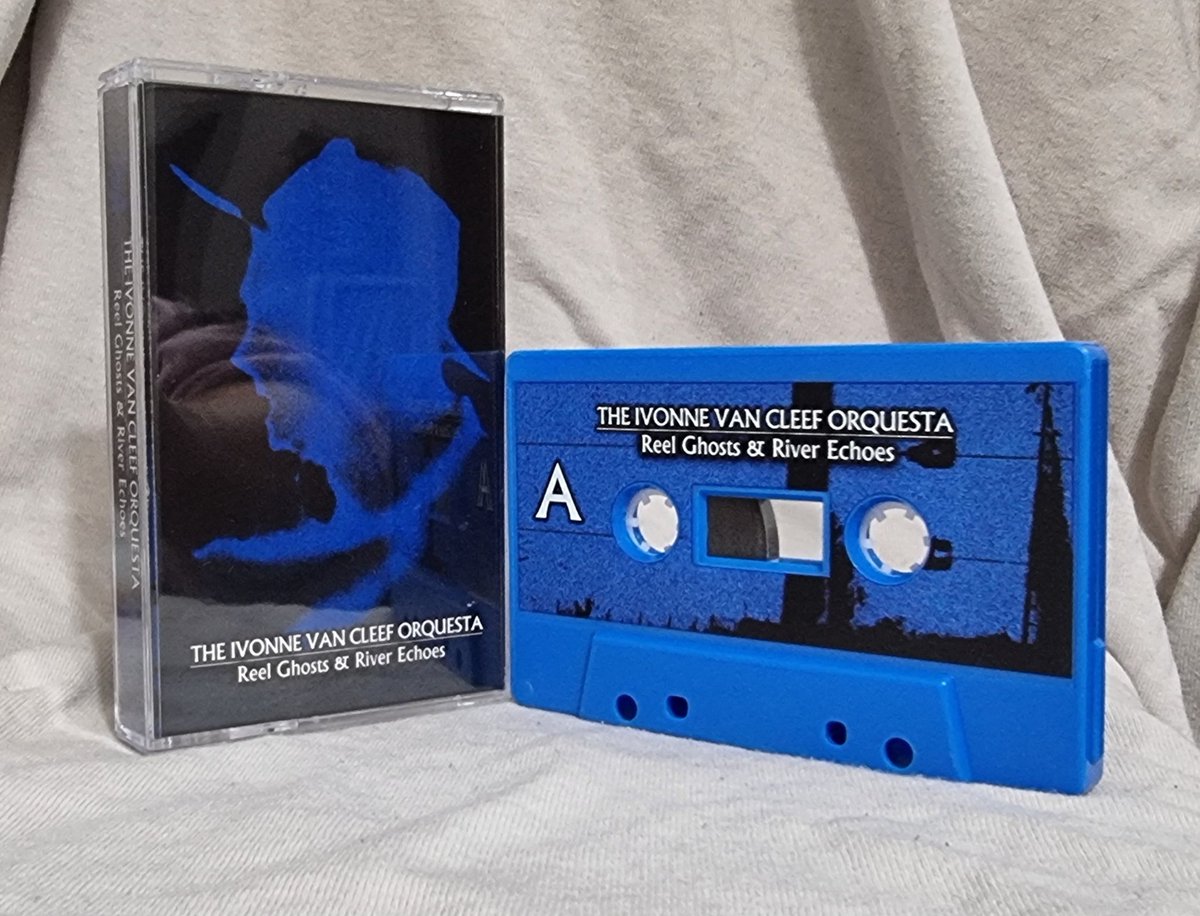 THE IVONNE VAN CLEEF ORQUESTA
Reel Ghosts & River Echoes
THE IVONNE VAN CLEEF ORQUESTA
Reel Ghosts & River Echoes
THE IVONNE VAN CLEEF ORQUESTA
Reel Ghosts & River Echoes
A